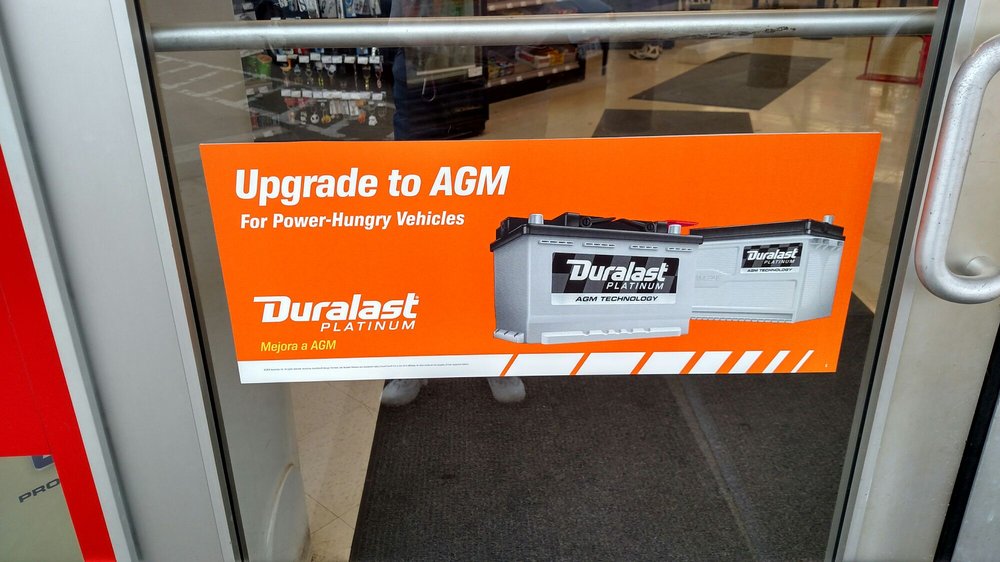 Upgrade to AGM
For Power-Hungry Vehicles
Duralast
PLATINUM
Mejora a AGM
Duralast
PLATINUM
AGM TECHNOLOGY
Duralast
PLATINUM
AGM TECHNOLOGY
PRO